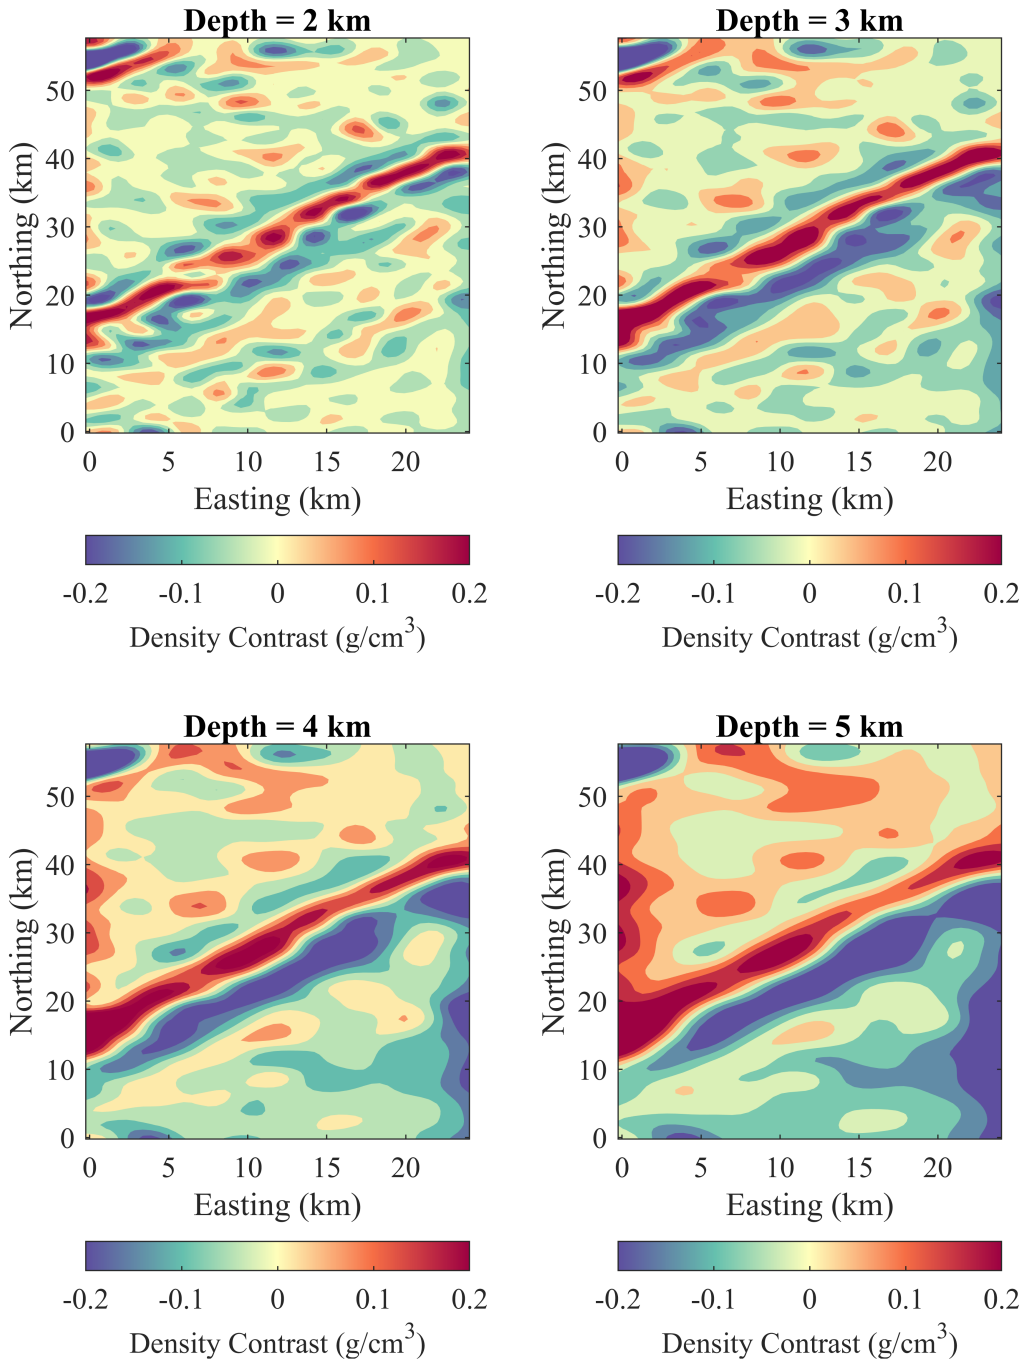 Depth = 2 km
50
40
30
20
10
0
Northing (km)
0 5 10 15 20
Easting (km)
-0.2 -0.1 0 0.1 0.2
Density Contrast (g/cm³)
Depth = 3 km
50
40
30
20
10
0
Northing (km)
0 5 10 15 20
Easting (km)
-0.2 -0.1 0 0.1 0.2
Density Contrast (g/cm³)
Depth = 4 km
50
40
30
20
10
0
Northing (km)
0 5 10 15 20
Easting (km)
-0.2 -0.1 0 0.1 0.2
Density Contrast (g/cm³)
Depth = 5 km
50
40
30
20
10
0
Northing (km)
0 5 10 15 20
Easting (km)
-0.2 -0.1 0 0.1 0.2
Density Contrast (g/cm³)